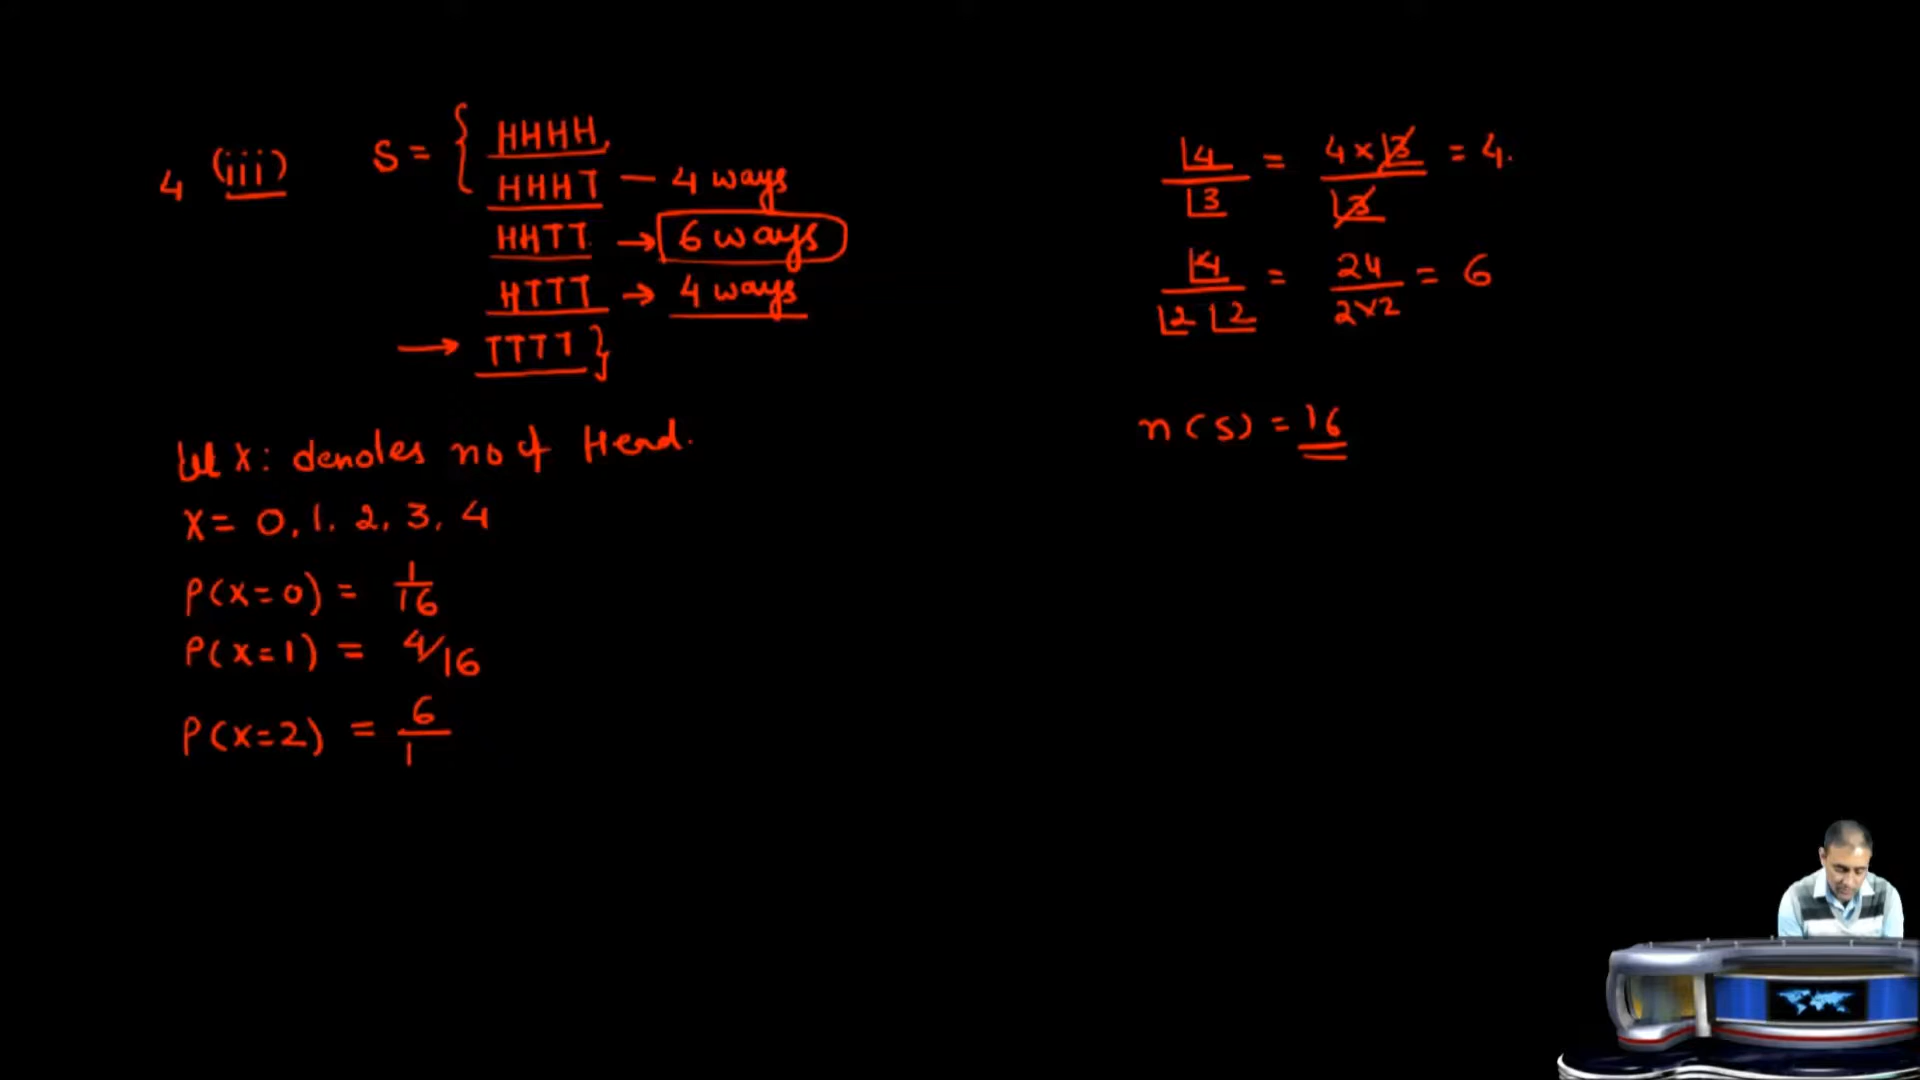 4 (iii) S = { HHHH,
HHHT — 4 ways
HHTT → 6 ways
HTTT → 4 ways
→ TTTT }
Let X: denotes no of Head.
X = 0, 1, 2, 3, 4
P(X=0) = 1/16
P(X=1) = 4/16
P(X=2) = 6/1
⌊4 / ⌊3 = 4 × ⌊3 / ⌊3 = 4.
⌊4 / ⌊2 ⌊2 = 24 / 2×2 = 6
n(S) = 16